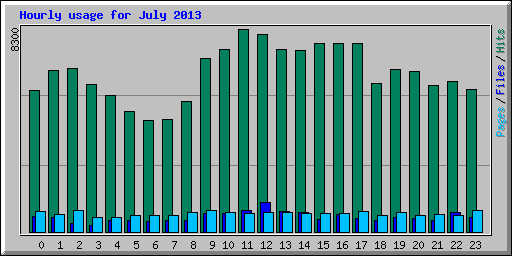 Hourly usage for July 2013
8300
Pages / Files / Hits
0 1 2 3 4 5 6 7 8 9 10 11 12 13 14 15 16 17 18 19 20 21 22 23